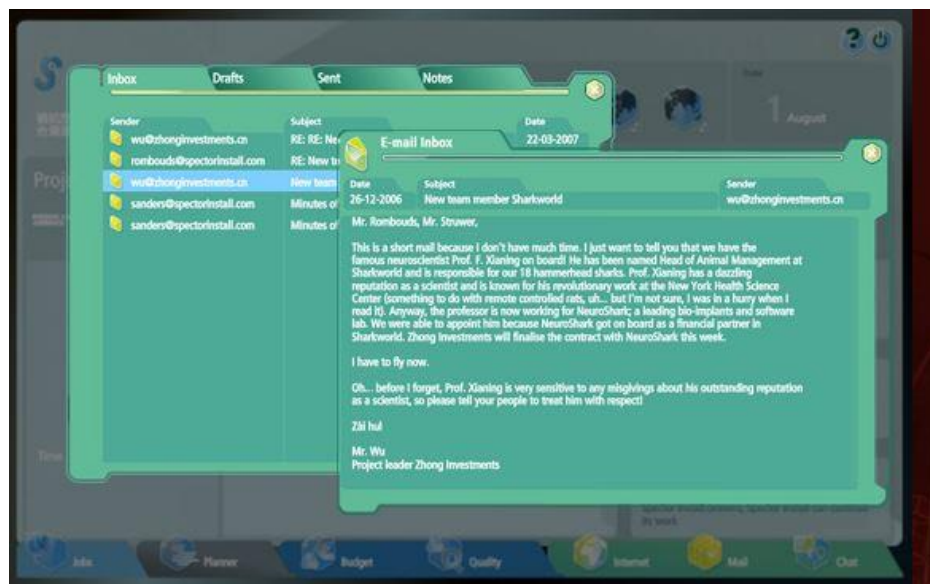 S
Date
1 August
Inbox
Drafts
Sent
Notes
Sender
Subject
Date
wu@zhonginvestments.cn
RE: RE: Ne
22-03-2007
rombouds@spectorinstall.com
RE: New te
wu@zhonginvestments.cn
New team
sanders@spectorinstall.com
Minutes of
sanders@spectorinstall.com
Minutes of
Proj
Time
E-mail Inbox
Date
Subject
Sender
26-12-2006
New team member Sharkworld
wu@zhonginvestments.cn
Mr. Rombouds, Mr. Struwer,
This is a short mail because I don't have much time. I just want to tell you that we have the
famous neuroscientist Prof. F. Xianing on board! He has been named Head of Animal Management at
Sharkworld and is responsible for our 18 hammerhead sharks. Prof. Xianing has a dazzling
reputation as a scientist and is known for his revolutionary work at the New York Health Science
Center (something to do with remote controlled rats, uh... but I'm not sure, I was in a hurry when I
read it). Anyway, the professor is now working for NeuroShark; a leading bio-implants and software
lab. We were able to appoint him because NeuroShark got on board as a financial partner in
Sharkworld. Zhong Investments will finalise the contract with NeuroShark this week.
I have to fly now.
Oh... before I forget, Prof. Xianing is very sensitive to any misgivings about his outstanding reputation
as a scientist, so please tell your people to treat him with respect!
Zài hui
Mr. Wu
Project leader Zhong Investments
its work
Jobs
Planner
Budget
Quality
Internet
Mail
Chat